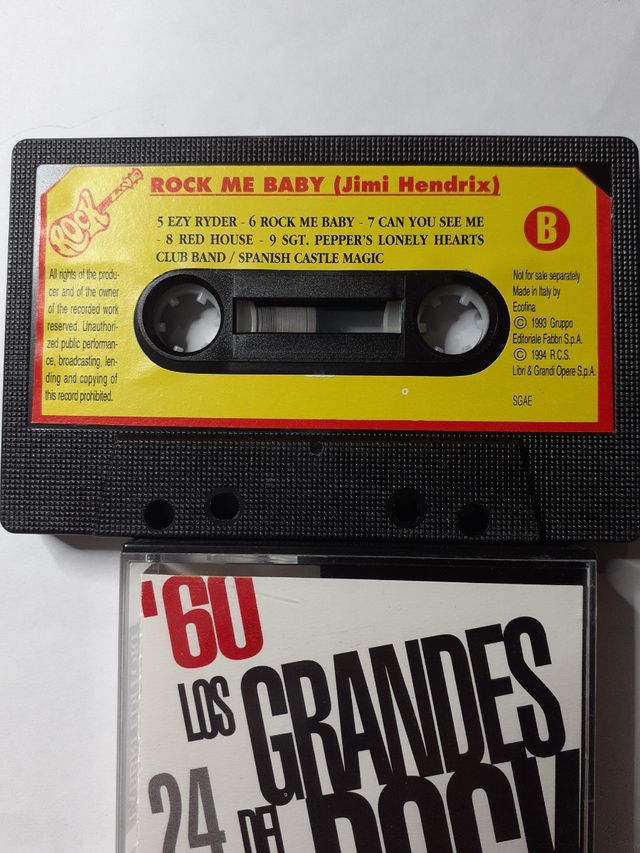 ROCK
ROCK ME BABY (Jimi Hendrix)
5 EZY RYDER - 6 ROCK ME BABY - 7 CAN YOU SEE ME
- 8 RED HOUSE - 9 SGT. PEPPER'S LONELY HEARTS
CLUB BAND / SPANISH CASTLE MAGIC
B
All rights of the produ-
cer and of the owner
of the recorded work
reserved. Unauthori-
zed public performan-
ce, broadcasting, len-
ding and copying of
this record prohibited.
Not for sale separately
Made in Italy by
Ecofina
© 1993 Gruppo
Editoriale Fabbri S.p.A.
© 1994 R.C.S.
Libri & Grandi Opere S.p.A.
SGAE
'60
LOS GRANDES
24 DEL ROCK